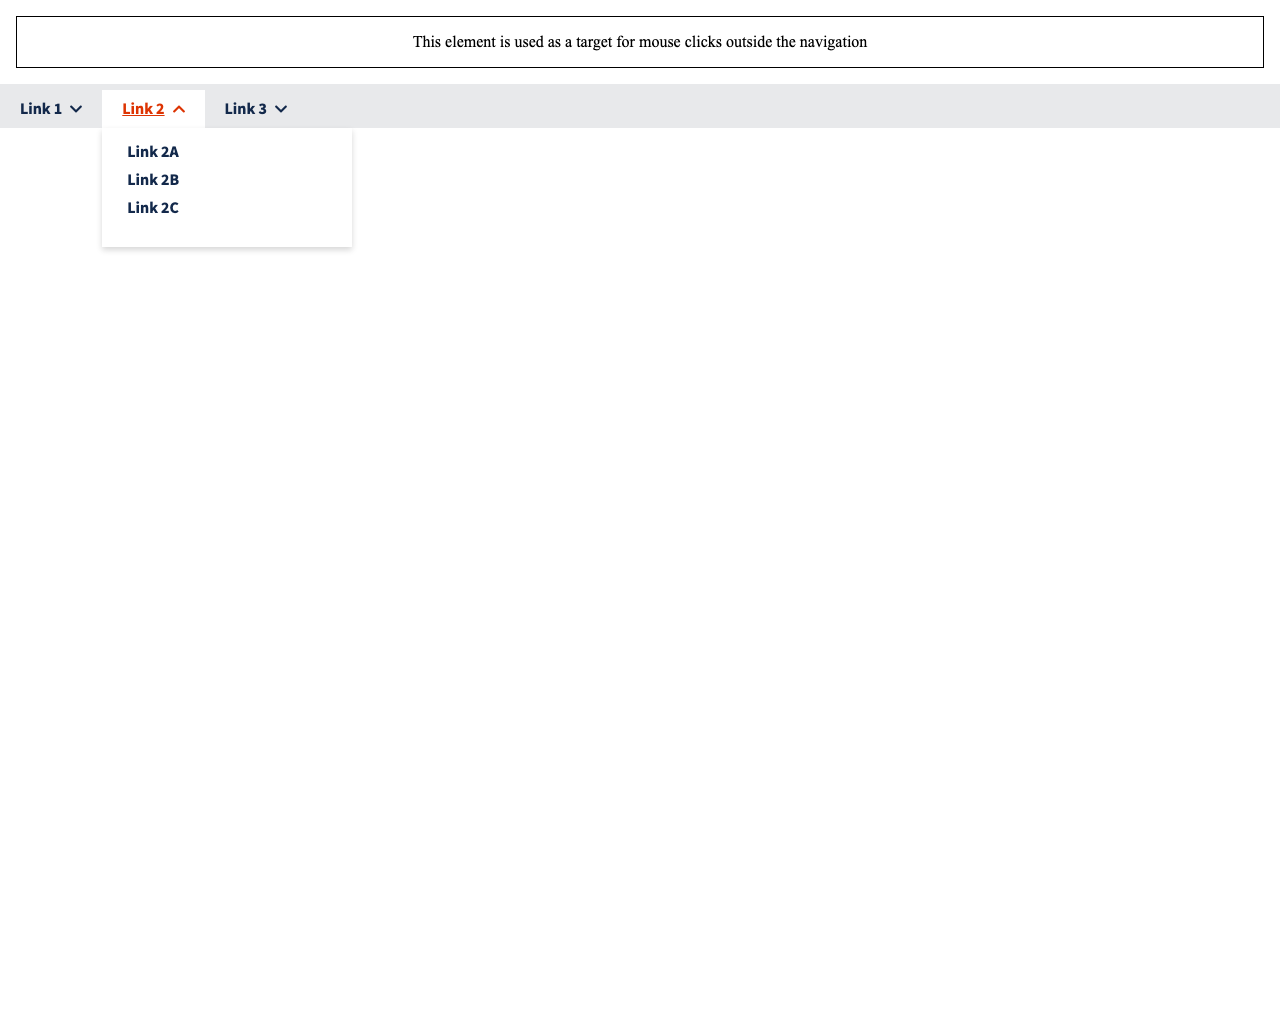 This element is used as a target for mouse clicks outside the navigation
Link 1 Link 2 Link 3
Link 2A
Link 2B
Link 2C